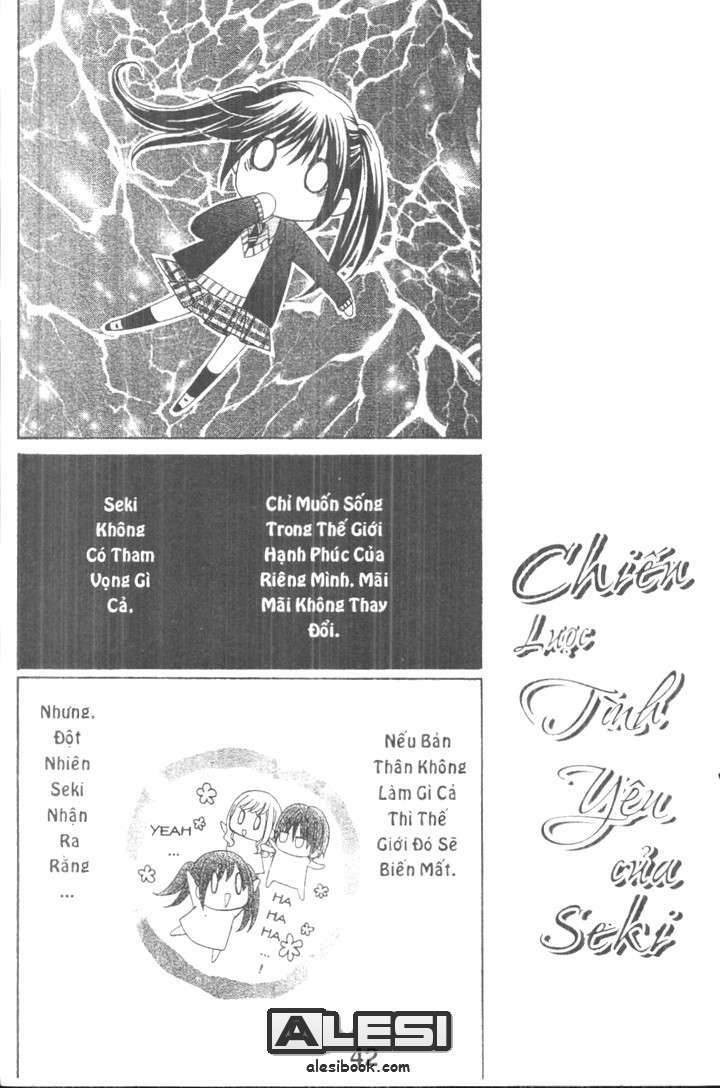 Seki
Không
Có Tham
Vọng Gì
Cả.
Chỉ Muốn Sống
Trong Thế Giới
Hạnh Phúc Của
Riêng Mình. Mãi
Mãi Không Thay
Đổi.
Chiến
Lược
Tình
Yêu
của
Seki
Nhưng.
Đột
Nhiên
Seki
Nhận
Ra
Rằng
...
YEAH
...
HA
HA
HA
...
!
Nếu Bản
Thân Không
Làm Gì Cả
Thì Thế
Giới Đó Sẽ
Biến Mất.
ALESI
42
alesibook.com